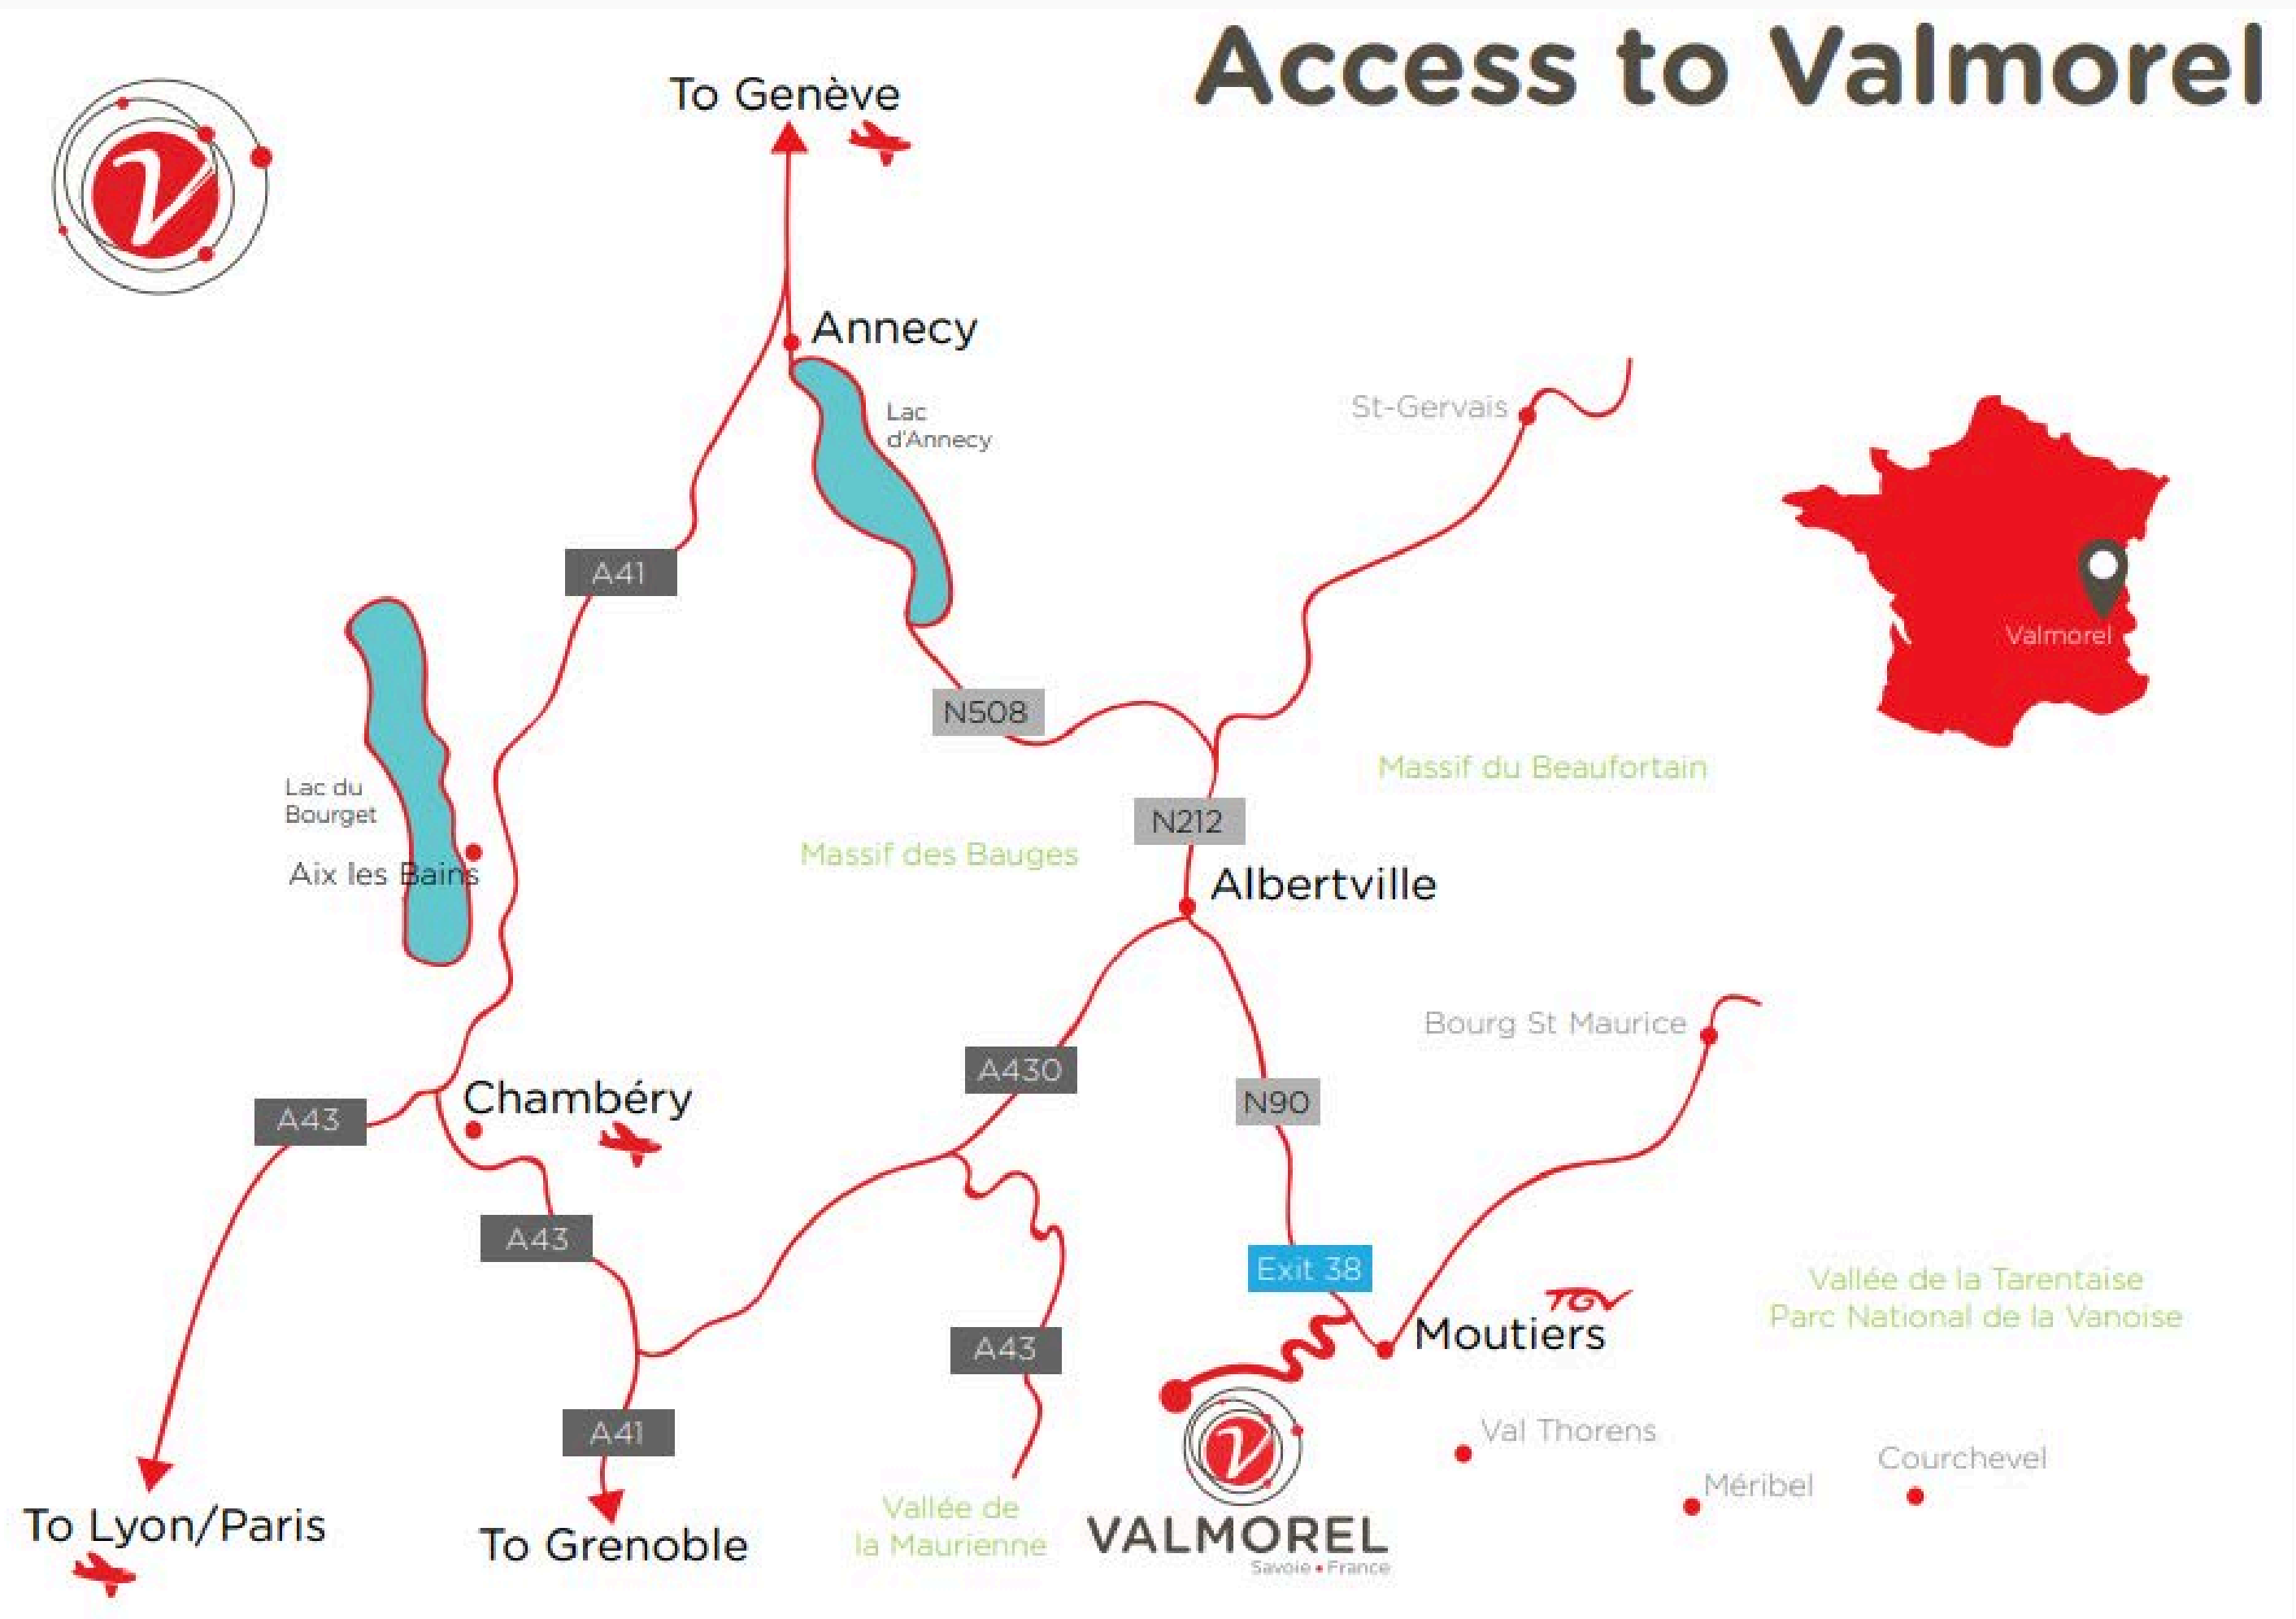 Access to Valmorel
To Genève
V
Annecy
Lac
d'Annecy
St-Gervais
A41
Valmorel
N508
Massif du Beaufortain
Lac du
Bourget
N212
Massif des Bauges
Aix les Bains
Albertville
Bourg St Maurice
A430
Chambéry
N90
A43
A43
Exit 38
Vallée de la Tarentaise
Parc National de la Vanoise
TGV
Moutiers
A43
A41
V
Val Thorens
Courchevel
Méribel
To Lyon/Paris
To Grenoble
Vallée de
la Maurienne
VALMOREL
Savoie • France